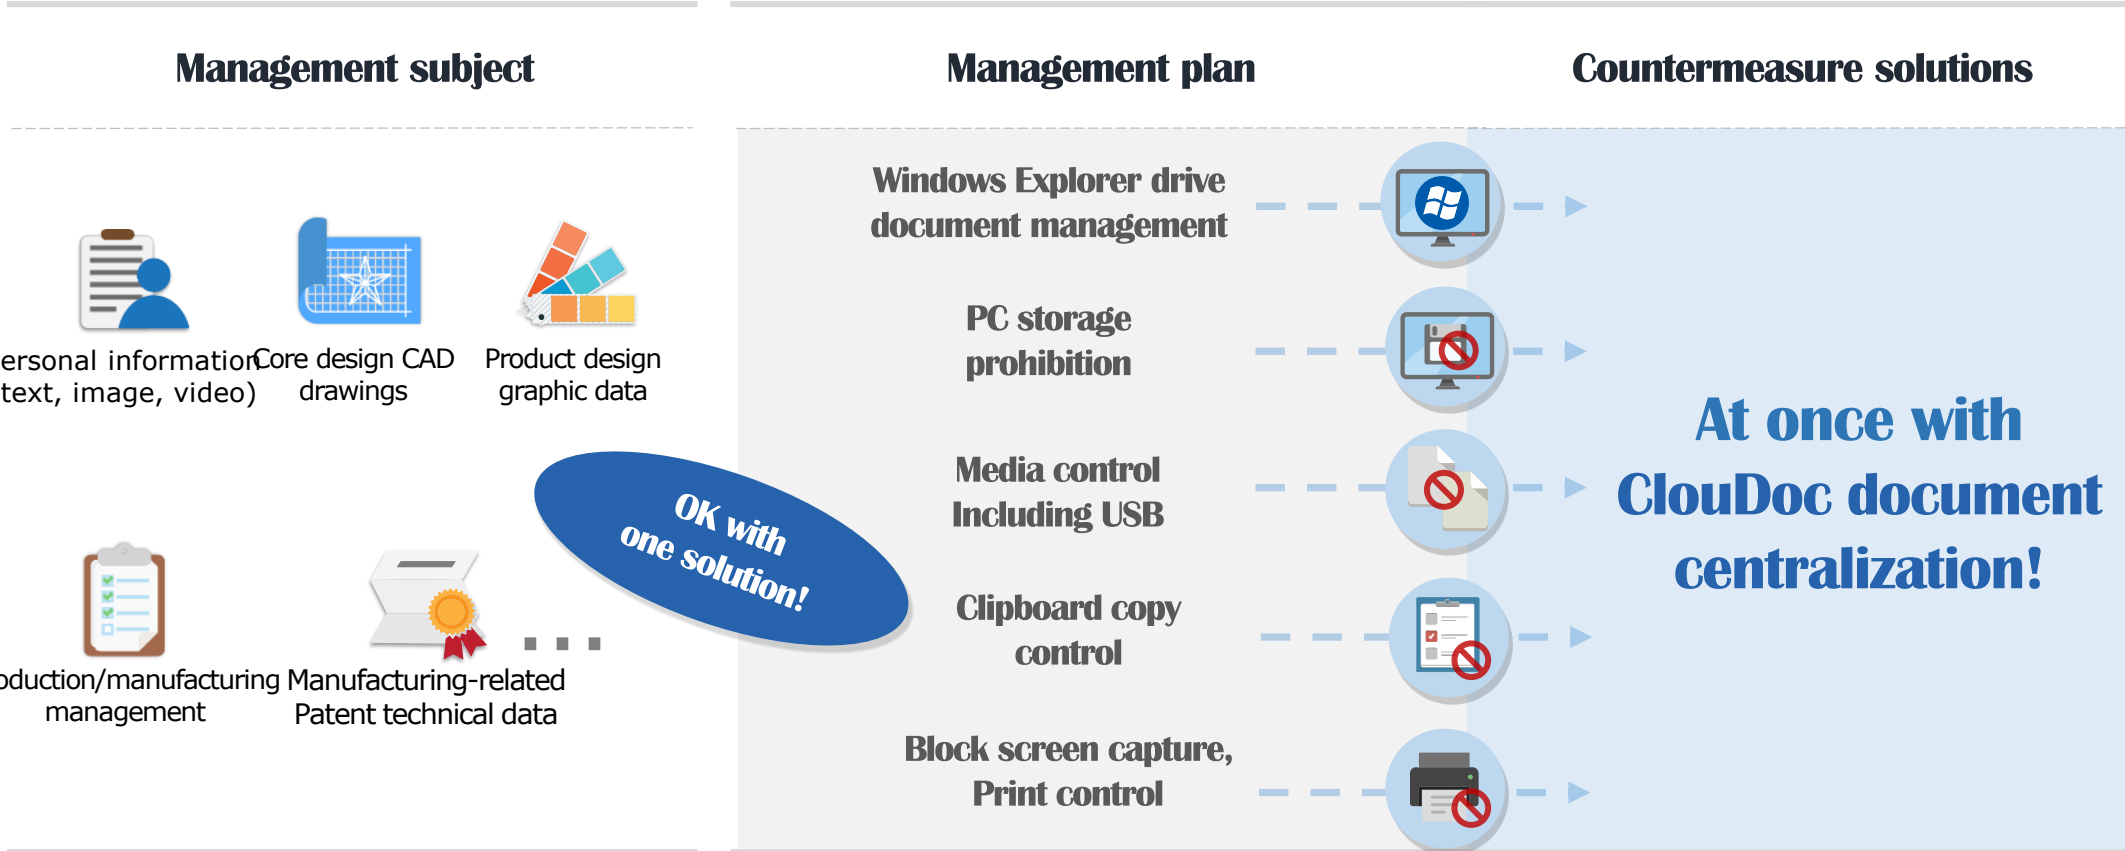 Management subject
Management plan
Countermeasure solutions
ersonal information
text, image, video)
Core design CAD
drawings
Product design
graphic data
oduction/manufacturing
management
Manufacturing-related
Patent technical data
...
OK with
one solution!
Windows Explorer drive
document management
PC storage
prohibition
Media control
Including USB
Clipboard copy
control
Block screen capture,
Print control
At once with
ClouDoc document
centralization!